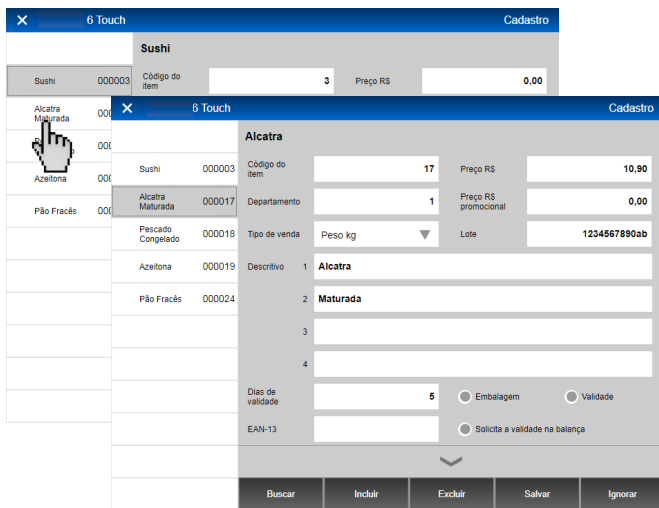 6 Touch Cadastro
Sushi
Sushi 000003 Código do item 3 Preço R$ 0,00
Alcatra Maturada
Azeitona
Pão Fracês
6 Touch Cadastro
Alcatra
Sushi 000003 Código do item 17 Preço R$ 10,90
Alcatra Maturada 000017 Departamento 1 Preço R$ promocional 0,00
Pescado Congelado 000018 Tipo de venda Peso kg Lote 1234567890ab
Azeitona 000019 Descritivo 1 Alcatra
Pão Fracês 000024 2 Maturada
3
4
Dias de validade 5 Embalagem Validade
EAN-13 Solicita a validade na balança
Buscar Incluir Excluir Salvar Ignorar